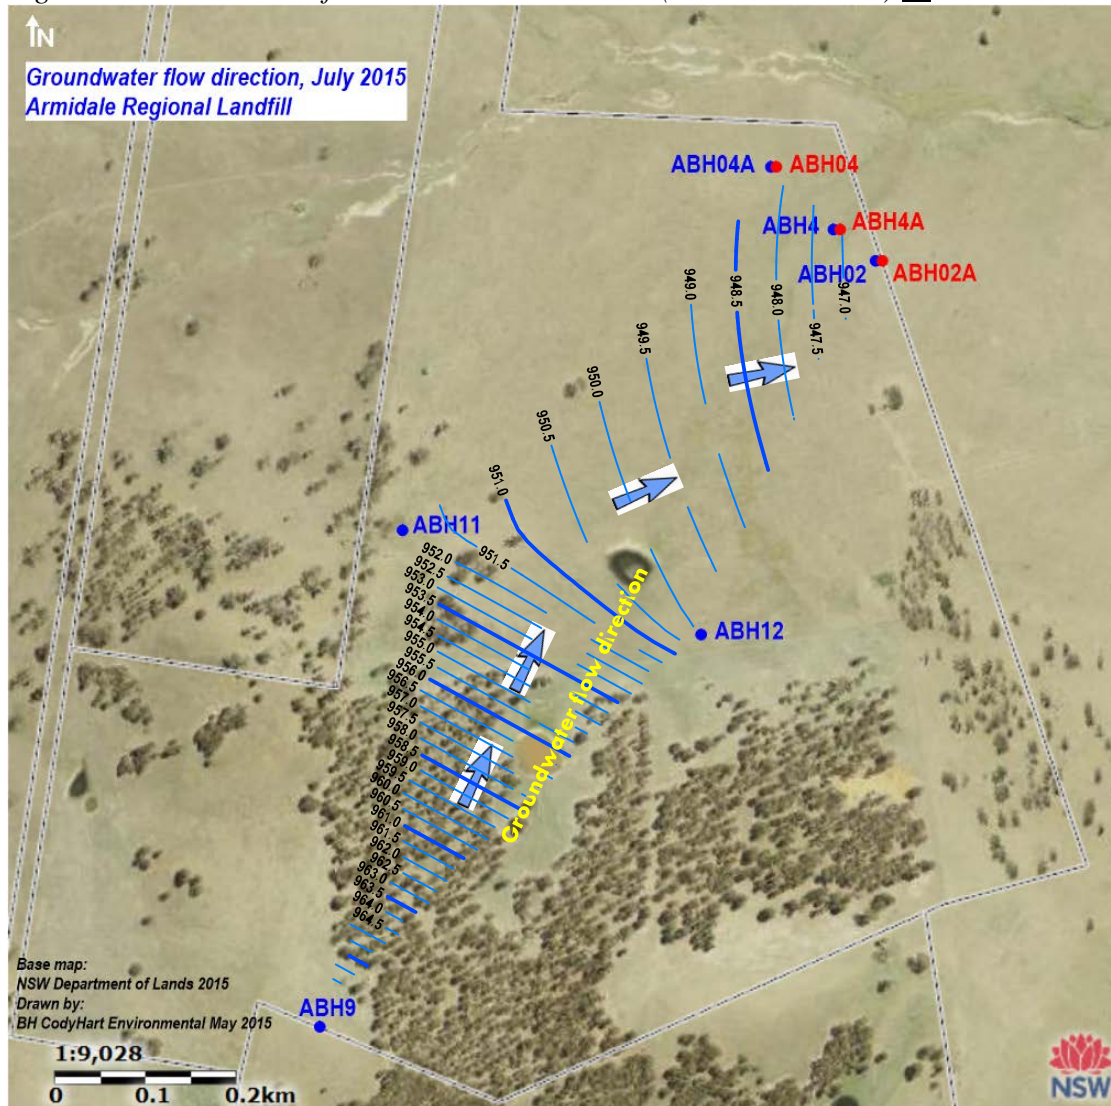 N
Groundwater flow direction, July 2015
Armidale Regional Landfill
ABH04A
ABH04
ABH4
ABH4A
ABH02
ABH02A
949.0
948.5
948.0
947.0
947.5
949.5
950.0
950.5
951.0
ABH11
951.5
952.0
952.5
953.0
953.5
954.0
954.5
955.0
955.5
956.0
956.5
957.0
957.5
958.0
958.5
959.0
959.5
960.0
960.5
961.0
961.5
962.0
962.5
963.0
963.5
964.0
964.5
Groundwater flow direction
ABH12
ABH9
Base map:
NSW Department of Lands 2015
Drawn by:
BH CodyHart Environmental May 2015
1:9,028
0 0.1 0.2km
NSW